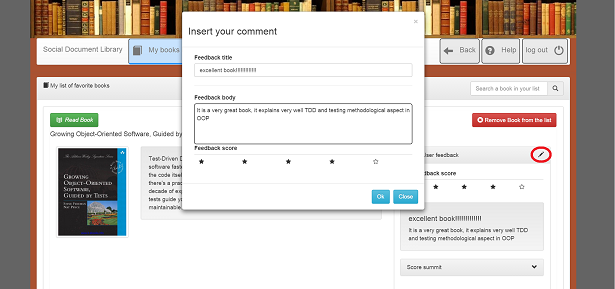 Social Document Library
My books
Back
Help
log out
×
Insert your comment
Feedback title
excellent book!!!!!!!!!!!!!
Feedback body
It is a very great book, it explains very well TDD and testing methodological aspect in
OOP
Feedback score
Ok
Close
My list of favorite books
Search a book in your list
Read Book
Remove Book from the list
Growing Object-Oriented Software, Guided by
GROWING
OBJECT-ORIENTED
SOFTWARE,
GUIDED BY TESTS
STEVE FREEMAN
NAT PRYCE
Test-Driven D
software faste
the code itsel
there's a prac
decade of exp
tests guide yo
maintainable.
ser feedback
back score
excellent book!!!!!!!!!!!!!
It is a very great book, it explains very well TDD
and testing methodological aspect in OOP
Score summit